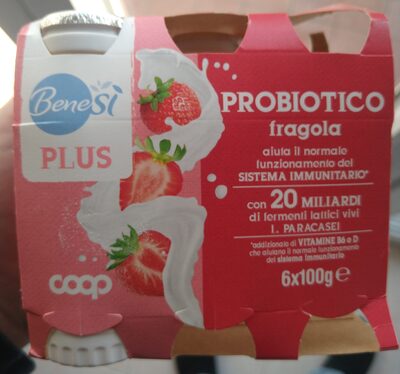 BeneSì
PLUS
coop
PROBIOTICO
fragola
aiuta il normale
funzionamento del
SISTEMA IMMUNITARIO*
con 20 MILIARDI
di fermenti lattici vivi
L. PARACASEI
*addizionato di VITAMINE B6 e D
che aiutano il normale funzionamento
del sistema immunitario
6x100g e